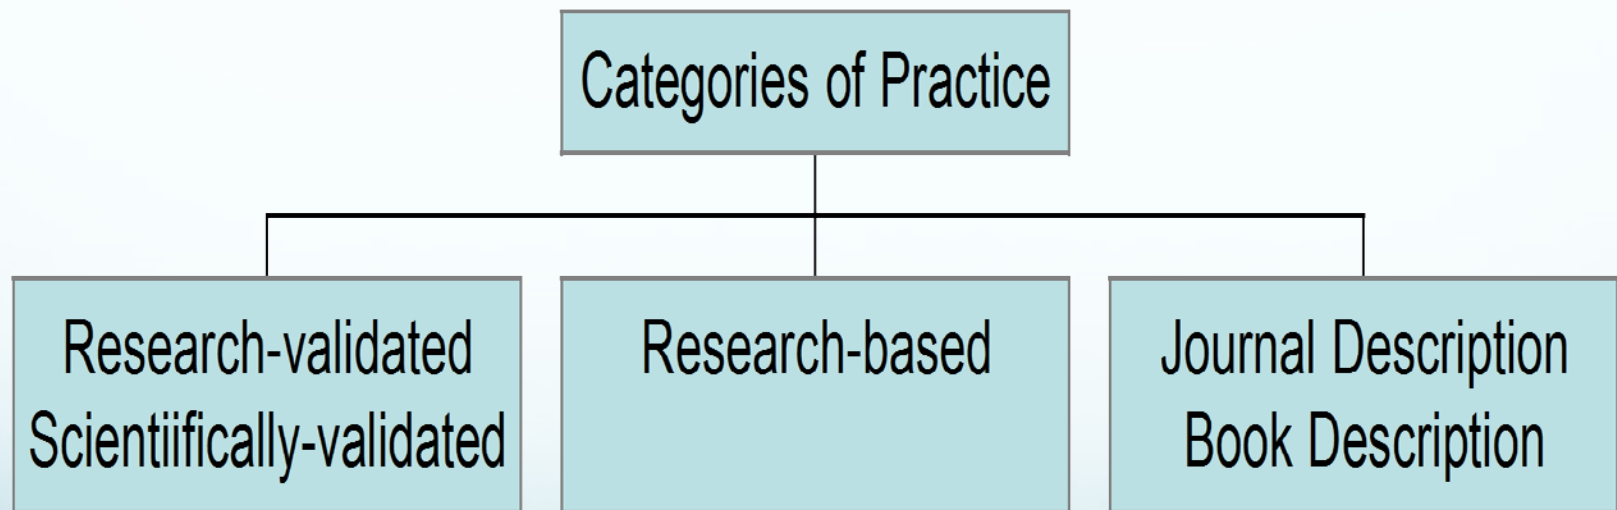 Categories of Practice
Research-validated
Scientiifically-validated
Research-based
Journal Description
Book Description